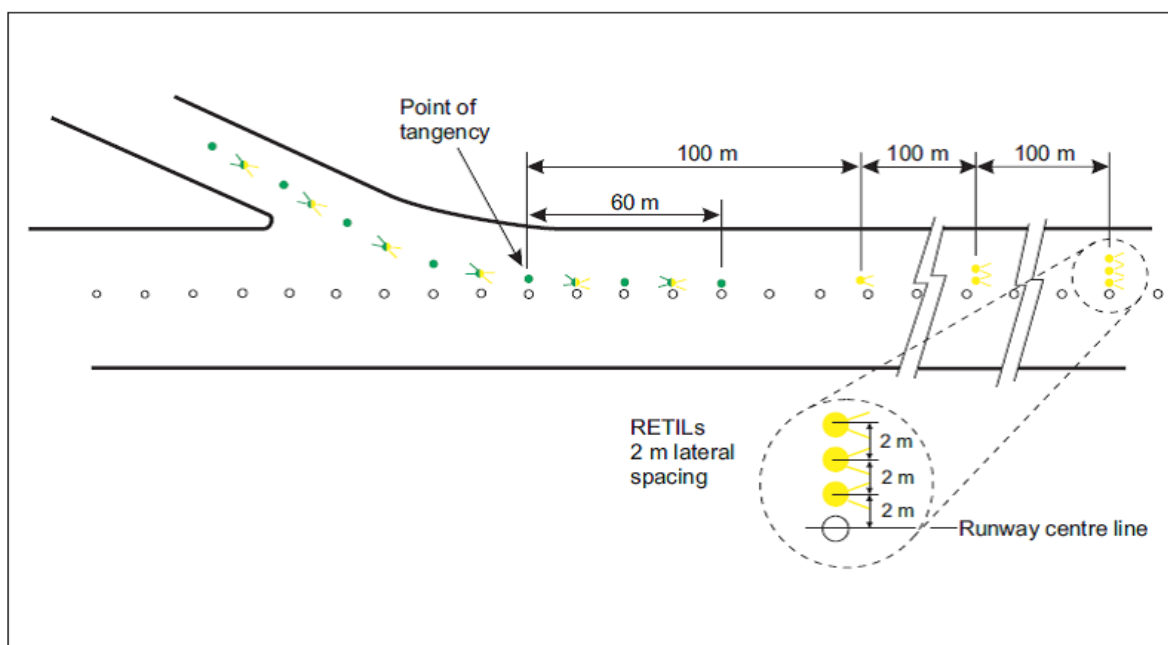 Point of
tangency
100 m
100 m
100 m
60 m
RETILs
2 m lateral
spacing
2 m
2 m
2 m
Runway centre line